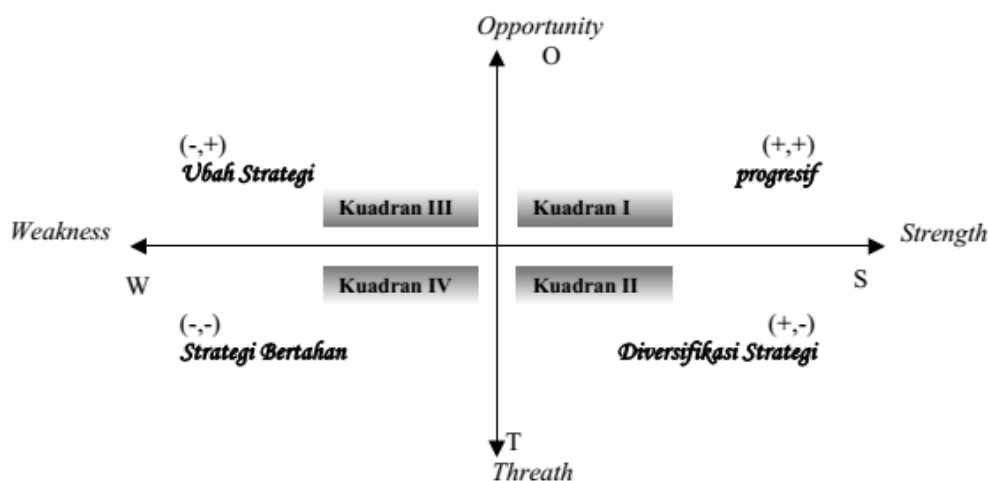 Opportunity
O
(-,+)
Ubah Strategi
(+,+)
progresif
Kuadran III
Kuadran I
Weakness
Strength
W
Kuadran IV
Kuadran II
S
(-,-)
Strategi Bertahan
(+,-)
Diversifikasi Strategi
T
Threath